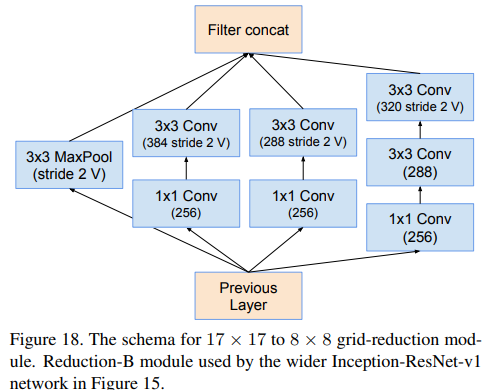 Filter concat
3x3 MaxPool
(stride 2 V)
3x3 Conv
(384 stride 2 V)
1x1 Conv
(256)
3x3 Conv
(288 stride 2 V)
1x1 Conv
(256)
3x3 Conv
(320 stride 2 V)
3x3 Conv
(288)
1x1 Conv
(256)
Previous
Layer
Figure 18. The schema for 17 × 17 to 8 × 8 grid-reduction mod-
ule. Reduction-B module used by the wider Inception-ResNet-v1
network in Figure 15.